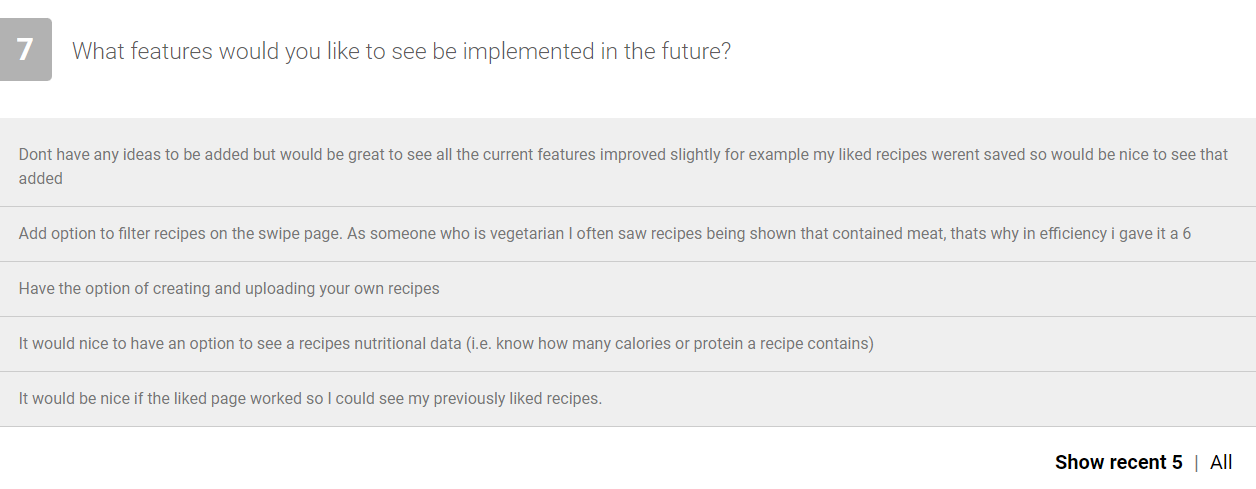 7
What features would you like to see be implemented in the future?
Dont have any ideas to be added but would be great to see all the current features improved slightly for example my liked recipes werent saved so would be nice to see that
added
Add option to filter recipes on the swipe page. As someone who is vegetarian I often saw recipes being shown that contained meat, thats why in efficiency i gave it a 6
Have the option of creating and uploading your own recipes
It would nice to have an option to see a recipes nutritional data (i.e. know how many calories or protein a recipe contains)
It would be nice if the liked page worked so I could see my previously liked recipes.
Show recent 5 | All